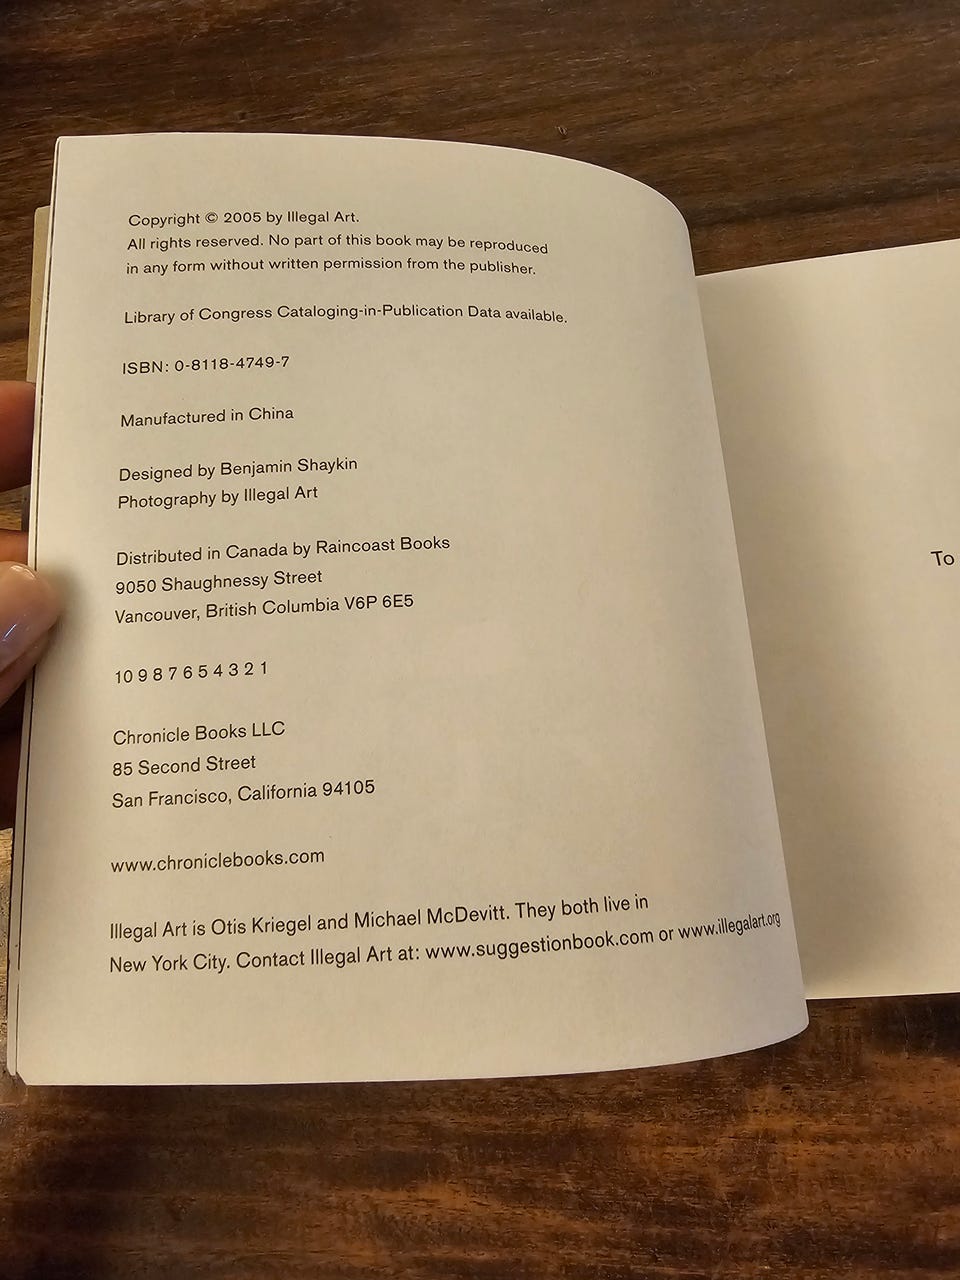 Copyright © 2005 by Illegal Art.
All rights reserved. No part of this book may be reproduced
in any form without written permission from the publisher.
Library of Congress Cataloging-in-Publication Data available.
ISBN: 0-8118-4749-7
Manufactured in China
Designed by Benjamin Shaykin
Photography by Illegal Art
Distributed in Canada by Raincoast Books
9050 Shaughnessy Street
Vancouver, British Columbia V6P 6E5
10 9 8 7 6 5 4 3 2 1
Chronicle Books LLC
85 Second Street
San Francisco, California 94105
www.chroniclebooks.com
Illegal Art is Otis Kriegel and Michael McDevitt. They both live in
New York City. Contact Illegal Art at: www.suggestionbook.com or www.illegalart.org
To